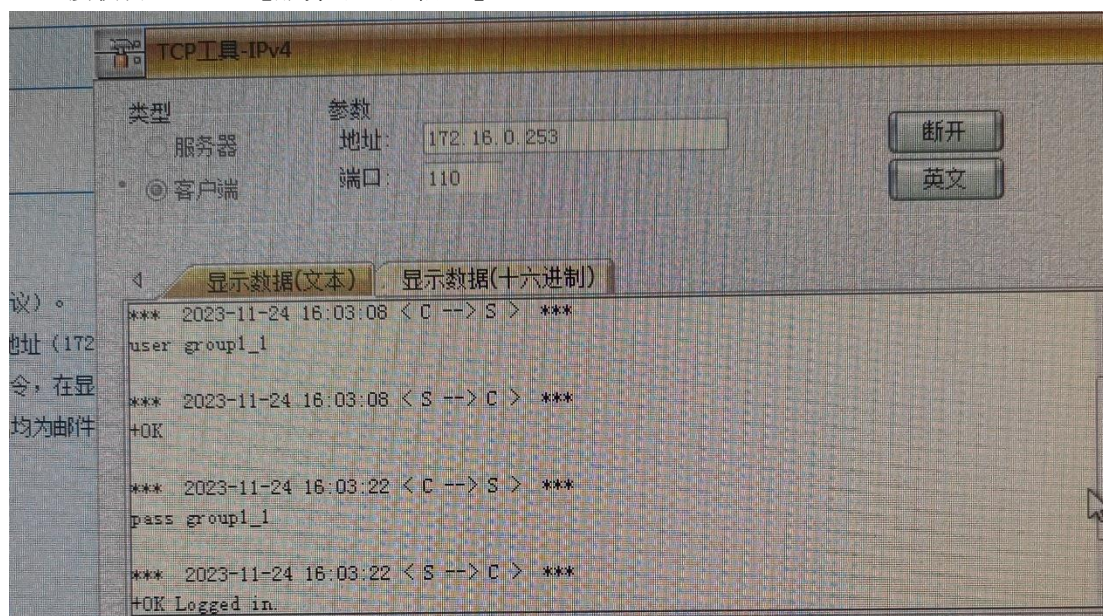 TCP工具-IPv4
类型
参数
服务器
地址:
172.16.0.253
断开
客户端
端口:
110
英文
显示数据(文本)
显示数据(十六进制)
议)。
地址(172
令,在显
均为邮件
*** 2023-11-24 16:03:08 < C --> S > ***
user group1_1
*** 2023-11-24 16:03:08 < S --> C > ***
+OK
*** 2023-11-24 16:03:22 < C --> S > ***
pass group1_1
*** 2023-11-24 16:03:22 < S --> C > ***
+OK Logged in.